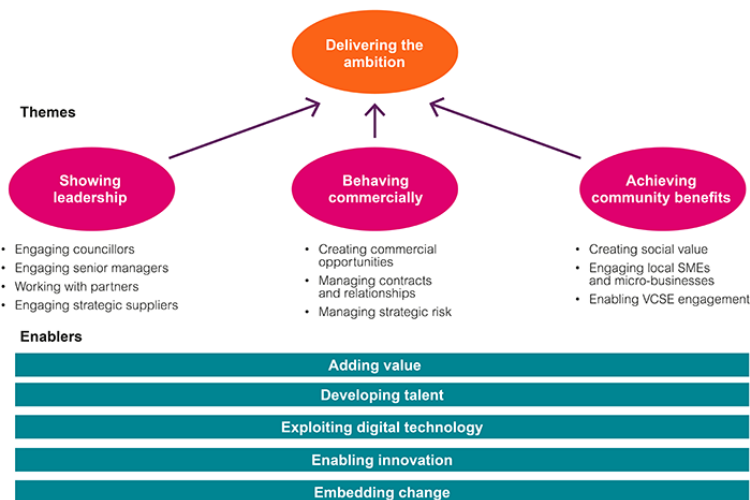 Delivering the
ambition
Themes
Showing
leadership
• Engaging councillors
• Engaging senior managers
• Working with partners
• Engaging strategic suppliers
Behaving
commercially
• Creating commercial
opportunities
• Managing contracts
and relationships
• Managing strategic risk
Achieving
community benefits
• Creating social value
• Engaging local SMEs
and micro-businesses
• Enabling VCSE engagement
Enablers
Adding value
Developing talent
Exploiting digital technology
Enabling innovation
Embedding change